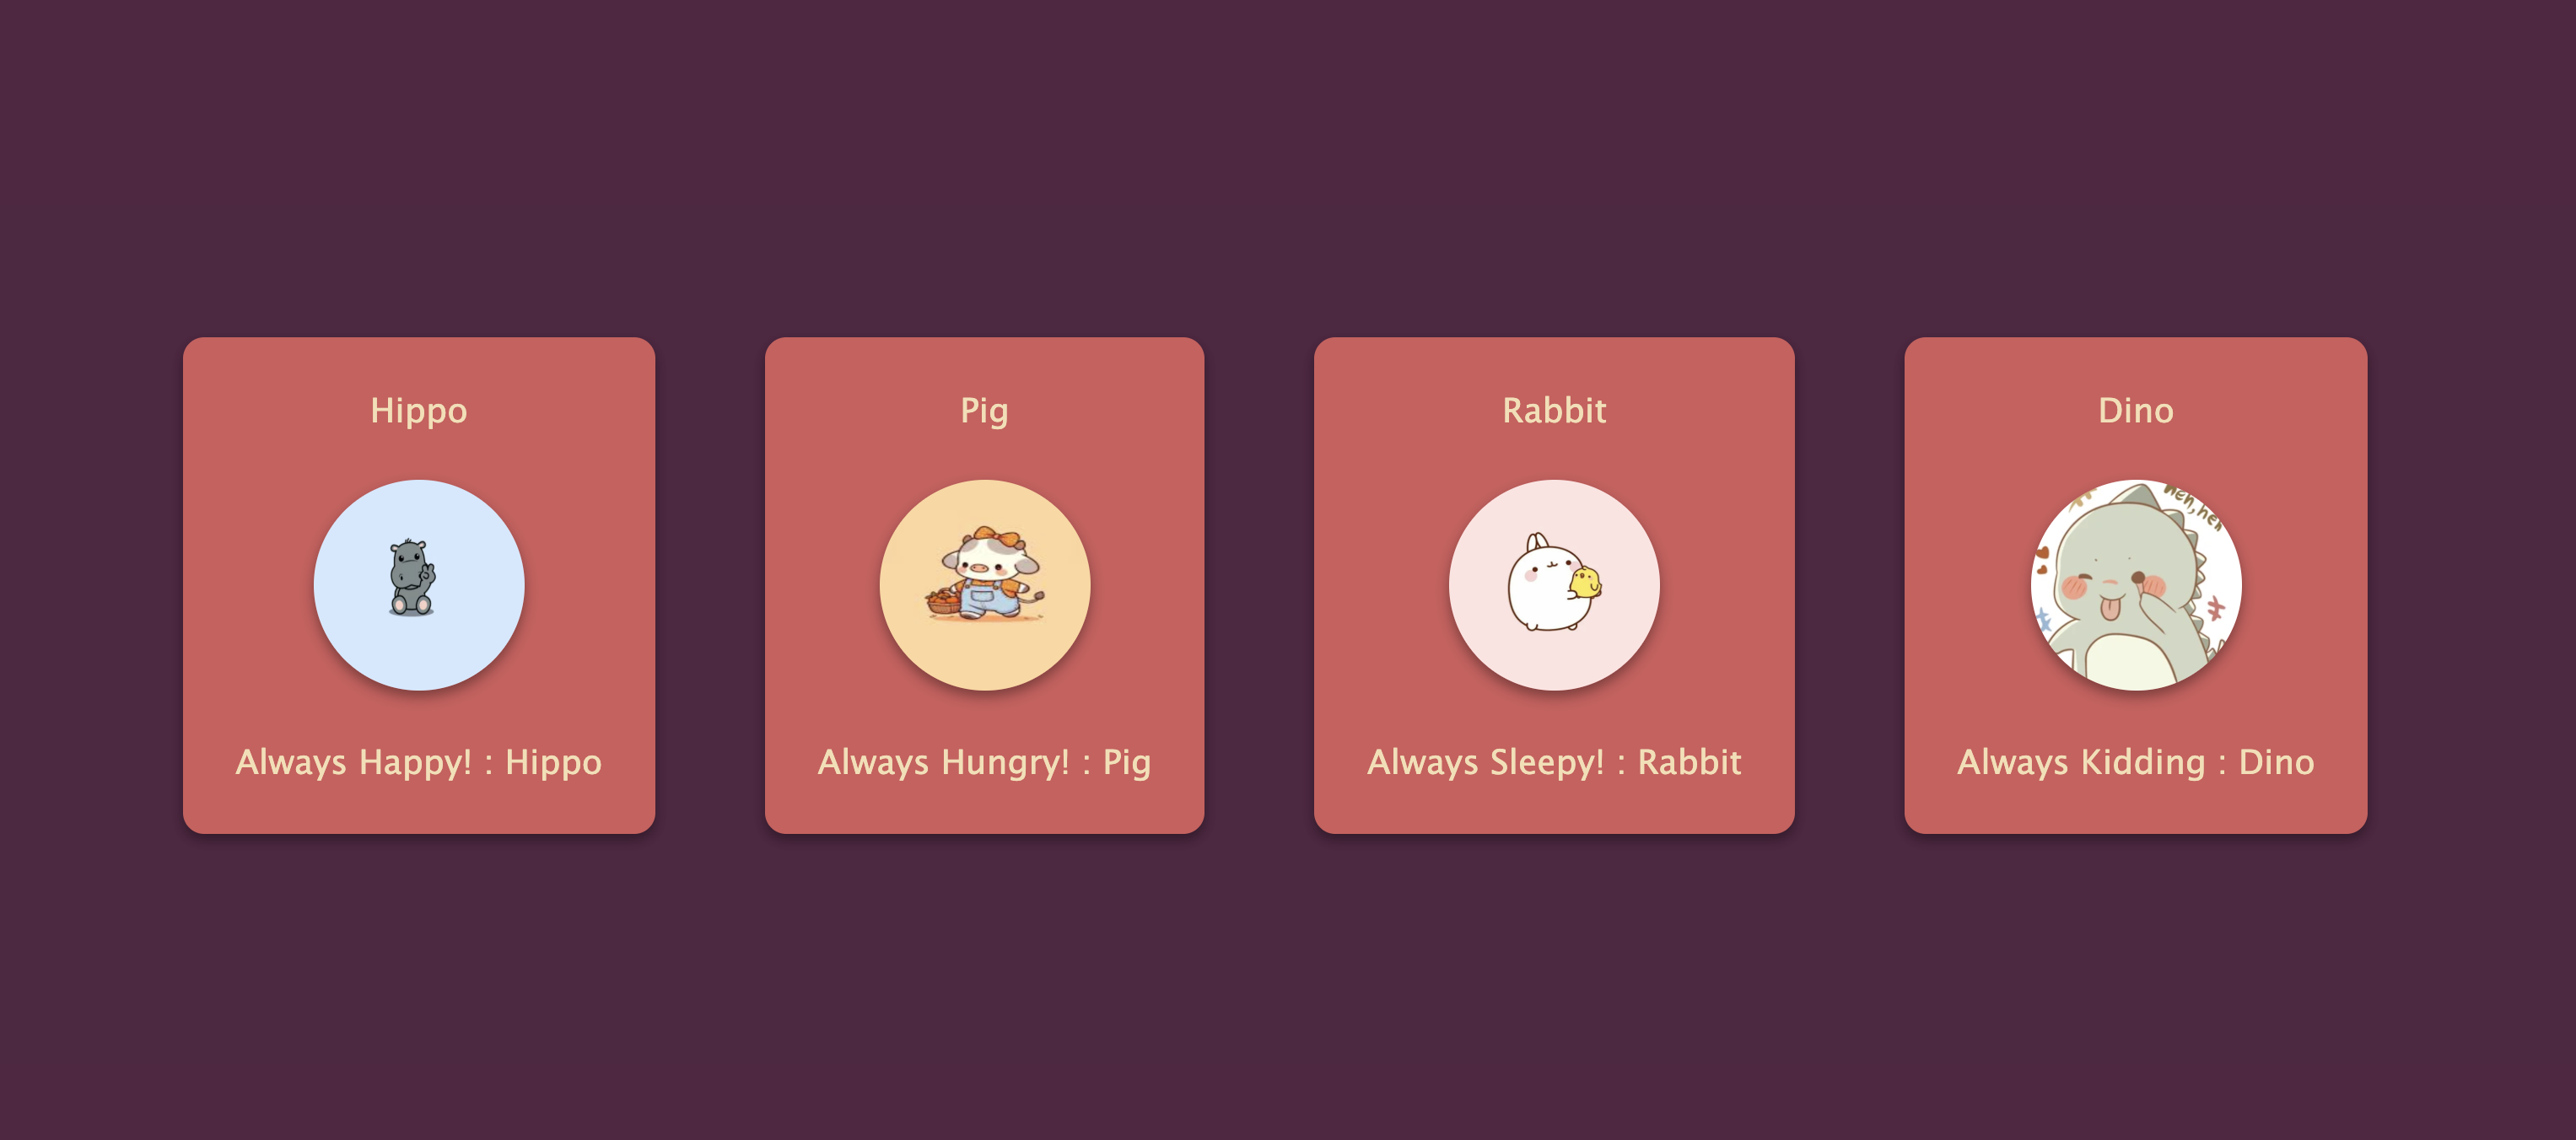 Hippo
Always Happy! : Hippo
Pig
Always Hungry! : Pig
Rabbit
Always Sleepy! : Rabbit
Dino
heh, heh
Always Kidding : Dino